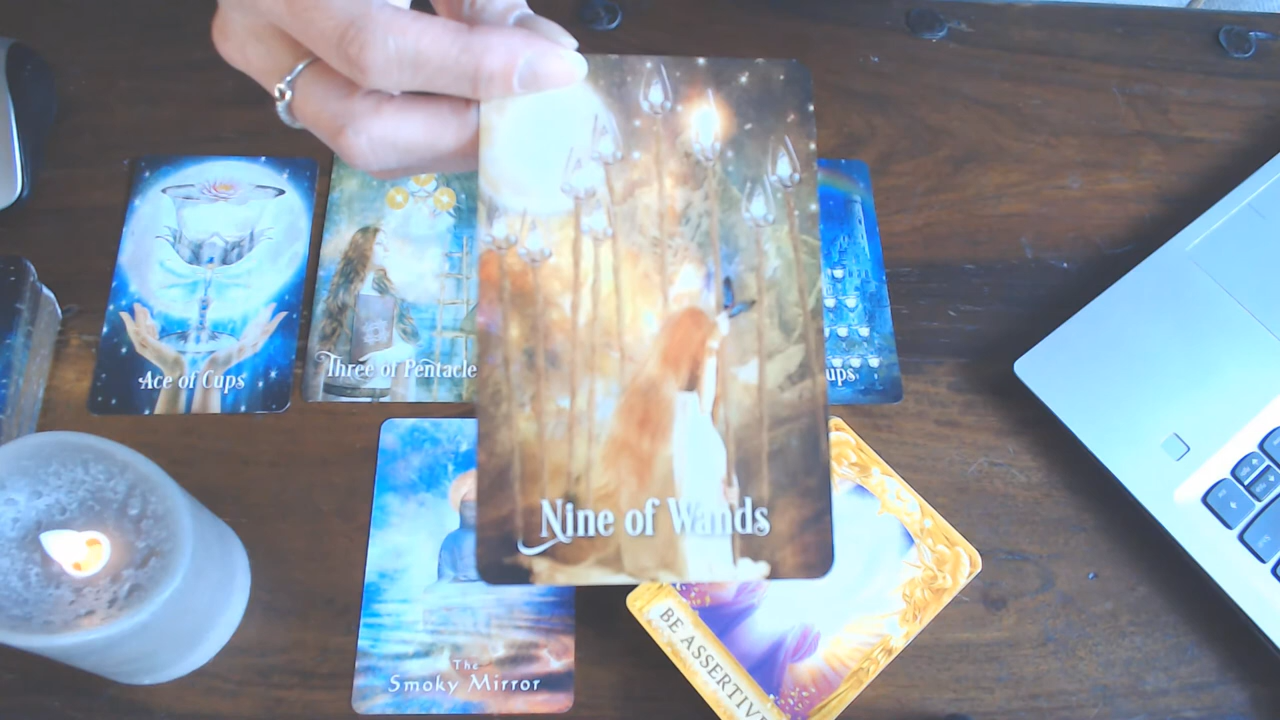 Ace of Cups
Three of Pentacle
Nine of Wands
ups
The
Smoky Mirror
BE ASSERTIVE